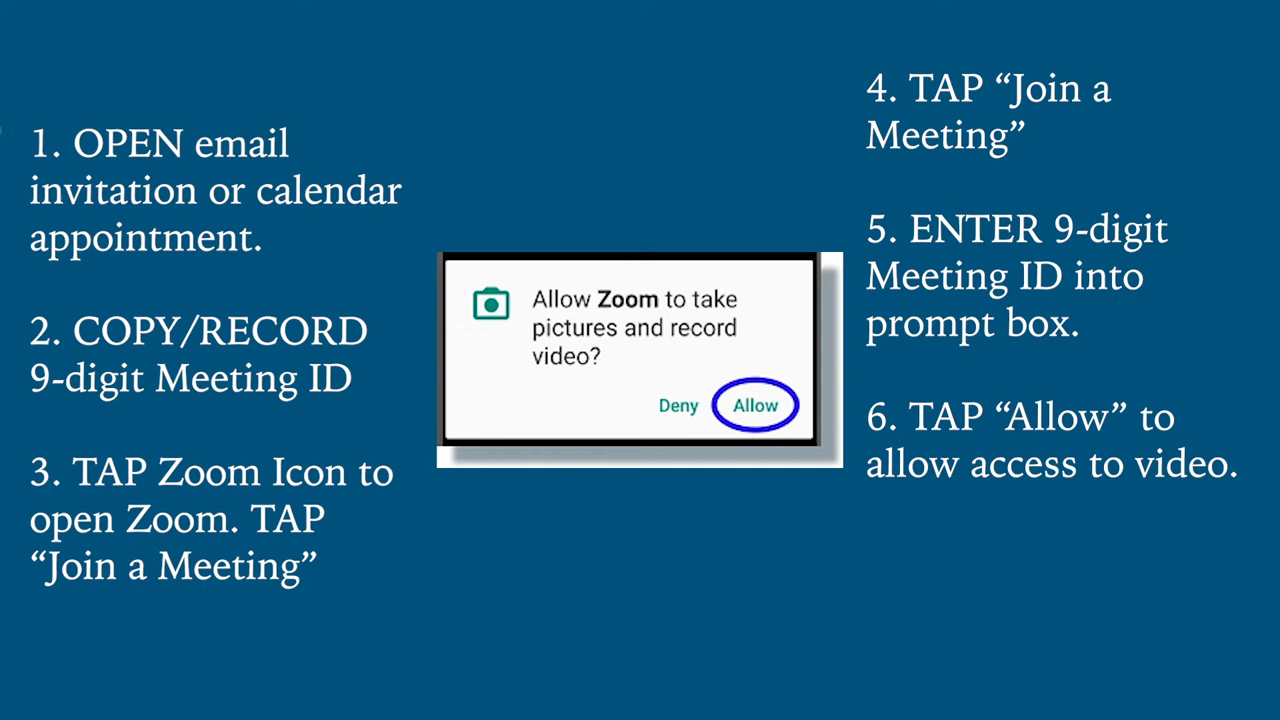 1. OPEN email
invitation or calendar
appointment.
2. COPY/RECORD
9-digit Meeting ID
3. TAP Zoom Icon to
open Zoom. TAP
“Join a Meeting”
Allow Zoom to take
pictures and record
video?
Deny Allow
4. TAP “Join a
Meeting”
5. ENTER 9-digit
Meeting ID into
prompt box.
6. TAP “Allow” to
allow access to video.